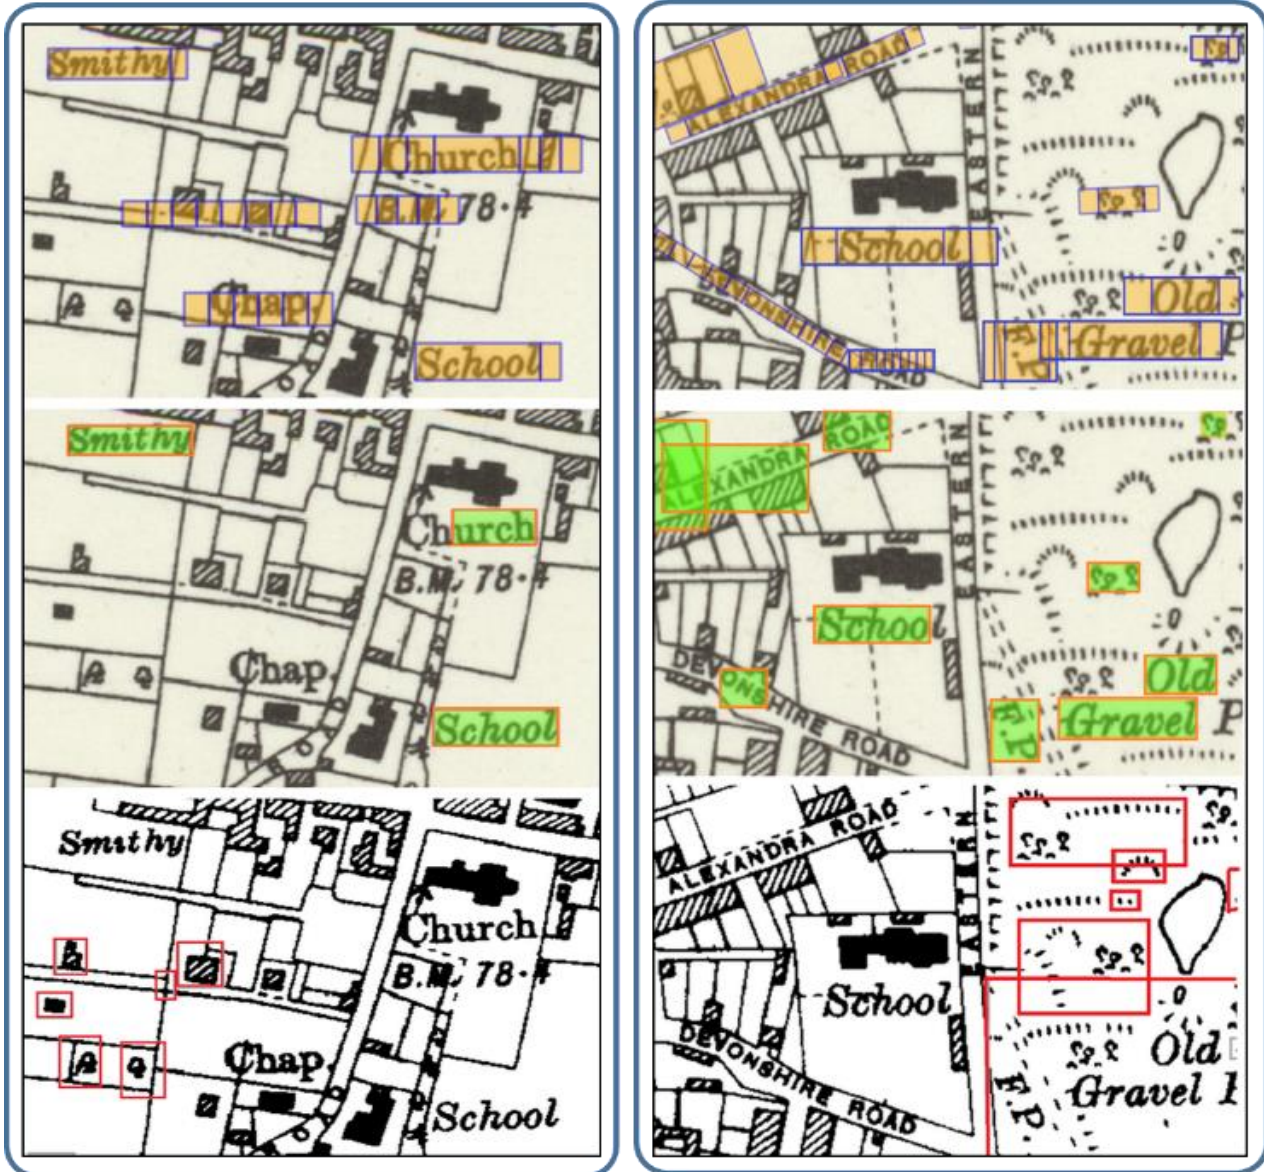 Smithy
Church
B.M. 78·4
Chap.
School
Smithy
Church
B.M. 78·4
Chap.
School
Smithy
Church
B.M. 78·4
Chap.
School
ALEXANDRA ROAD
EASTERN
School
DEVONSHIRE ROAD
Old
F.P.
Gravel P
ALEXANDRA ROAD
EASTERN
School
DEVONSHIRE ROAD
Old
F.P.
Gravel P
ALEXANDRA ROAD
EASTERN
School
DEVONSHIRE ROAD
Old
F.P.
Gravel